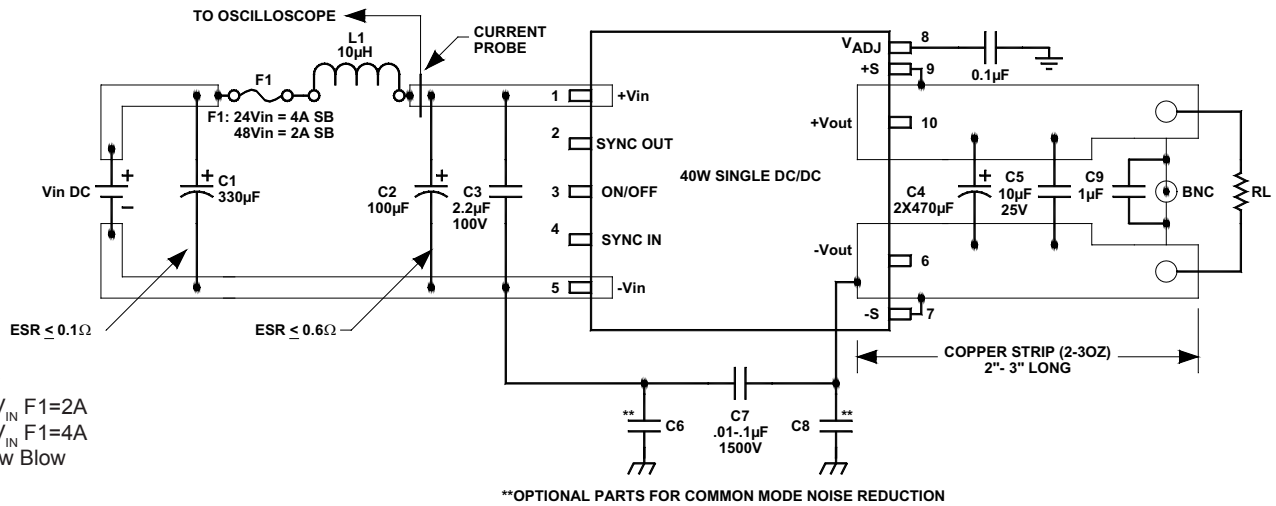 TO OSCILLOSCOPE
CURRENT
PROBE
L1
10µH
F1
F1: 24Vin = 4A SB
48Vin = 2A SB
Vin DC
+
−
+
C1
330µF
+
C2
100µF
C3
2.2µF
100V
ESR ≤ 0.1Ω
ESR ≤ 0.6Ω
1
+Vin
2
SYNC OUT
3
ON/OFF
4
SYNC IN
5
-Vin
40W SINGLE DC/DC
VADJ
8
+S
9
+Vout
10
-Vout
6
-S
7
0.1µF
+
C4
2X470µF
C5
10µF
25V
C9
1µF
BNC
RL
COPPER STRIP (2-3OZ)
2"- 3" LONG
**
C6
C7
.01-.1µF
1500V
C8
**
VIN F1=2A
VIN F1=4A
w Blow
**OPTIONAL PARTS FOR COMMON MODE NOISE REDUCTION